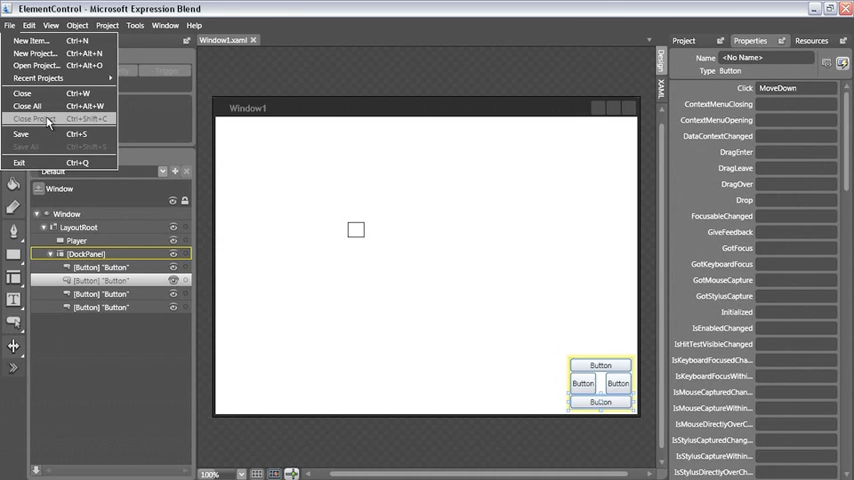 ElementControl - Microsoft Expression Blend
File Edit View Object Project Tools Window Help
New Item... Ctrl+N
New Project... Ctrl+Alt+N
Open Project... Ctrl+Alt+O
Recent Projects
Close Ctrl+W
Close All Ctrl+Alt+W
Close Project Ctrl+Shift+C
Save Ctrl+S
Save All Ctrl+Shift+S
Exit Ctrl+Q
Trigger
Default
Window
Window
LayoutRoot
Player
[DockPanel]
[Button] "Button"
[Button] "Button"
[Button] "Button"
[Button] "Button"
Window1.xaml
Window1
Button
Button Button
Button
100%
Design
XAML
Project Properties Resources
Name <No Name>
Type Button
Click MoveDown
ContextMenuClosing
ContextMenuOpening
DataContextChanged
DragEnter
DragLeave
DragOver
Drop
FocusableChanged
GiveFeedback
GotFocus
GotKeyboardFocus
GotMouseCapture
GotStylusCapture
Initialized
IsEnabledChanged
IsHitTestVisibleChanged
IsKeyboardFocusedCha...
IsKeyboardFocusWithi...
IsMouseCapturedChan...
IsMouseCaptureWithin...
IsMouseDirectlyOverC...
IsStylusCapturedChang...
IsStylusCaptureWithin...
IsStylusDirectlyOverCh...